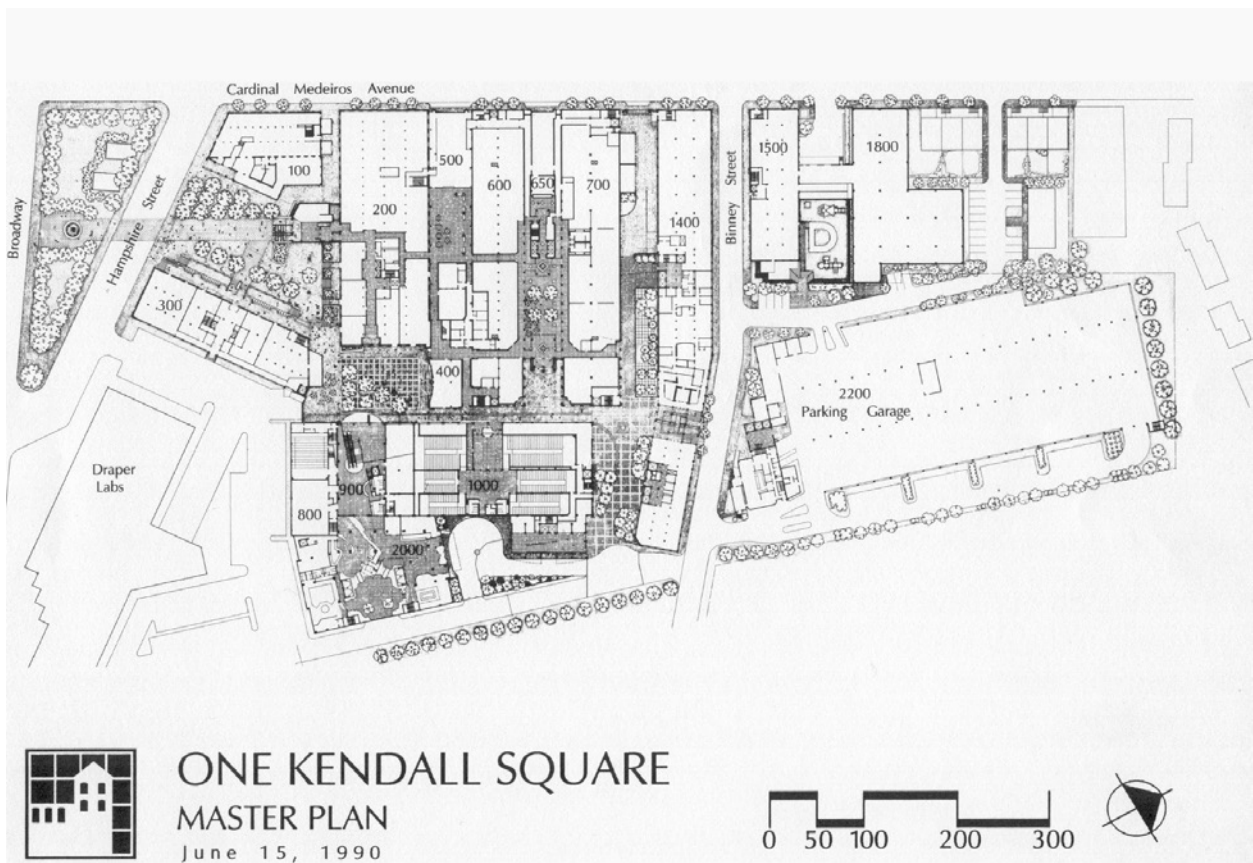 Cardinal Medeiros Avenue
Broadway
Hampshire Street
100
200
300
400
500
600
650
700
800
900
1000
1400
Binney Street
1500
1800
2000
2200
Parking Garage
Draper
Labs
ONE KENDALL SQUARE
MASTER PLAN
June 15, 1990
0 50 100 200 300